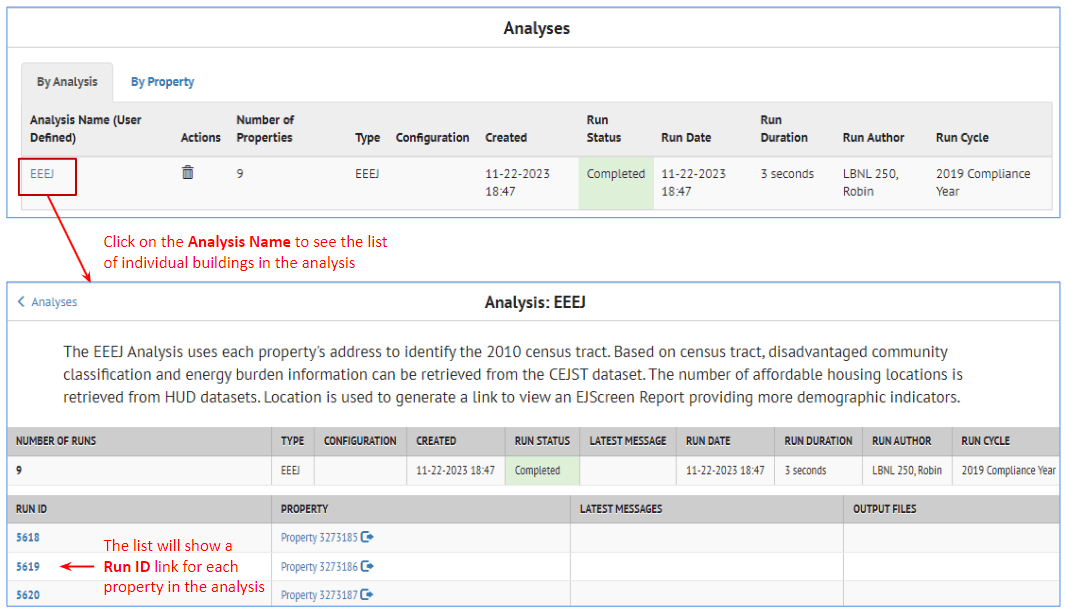 Analyses
By Analysis By Property
Analysis Name (User Defined) Actions Number of Properties Type Configuration Created Run Status Run Date Run Duration Run Author Run Cycle
EEEJ 9 EEEJ 11-22-2023 18:47 Completed 11-22-2023 18:47 3 seconds LBNL 250, Robin 2019 Compliance Year
Click on the Analysis Name to see the list
of individual buildings in the analysis
Analyses Analysis: EEEJ
The EEEJ Analysis uses each property's address to identify the 2010 census tract. Based on census tract, disadvantaged community
classification and energy burden information can be retrieved from the CEJST dataset. The number of affordable housing locations is
retrieved from HUD datasets. Location is used to generate a link to view an EJScreen Report providing more demographic indicators.
NUMBER OF RUNS TYPE CONFIGURATION CREATED RUN STATUS LATEST MESSAGE RUN DATE RUN DURATION RUN AUTHOR RUN CYCLE
9 EEEJ 11-22-2023 18:47 Completed 11-22-2023 18:47 3 seconds LBNL 250, Robin 2019 Compliance Year
RUN ID PROPERTY LATEST MESSAGES OUTPUT FILES
5618 Property 3273185
5619 Property 3273186
5620 Property 3273187
The list will show a
Run ID link for each
property in the analysis